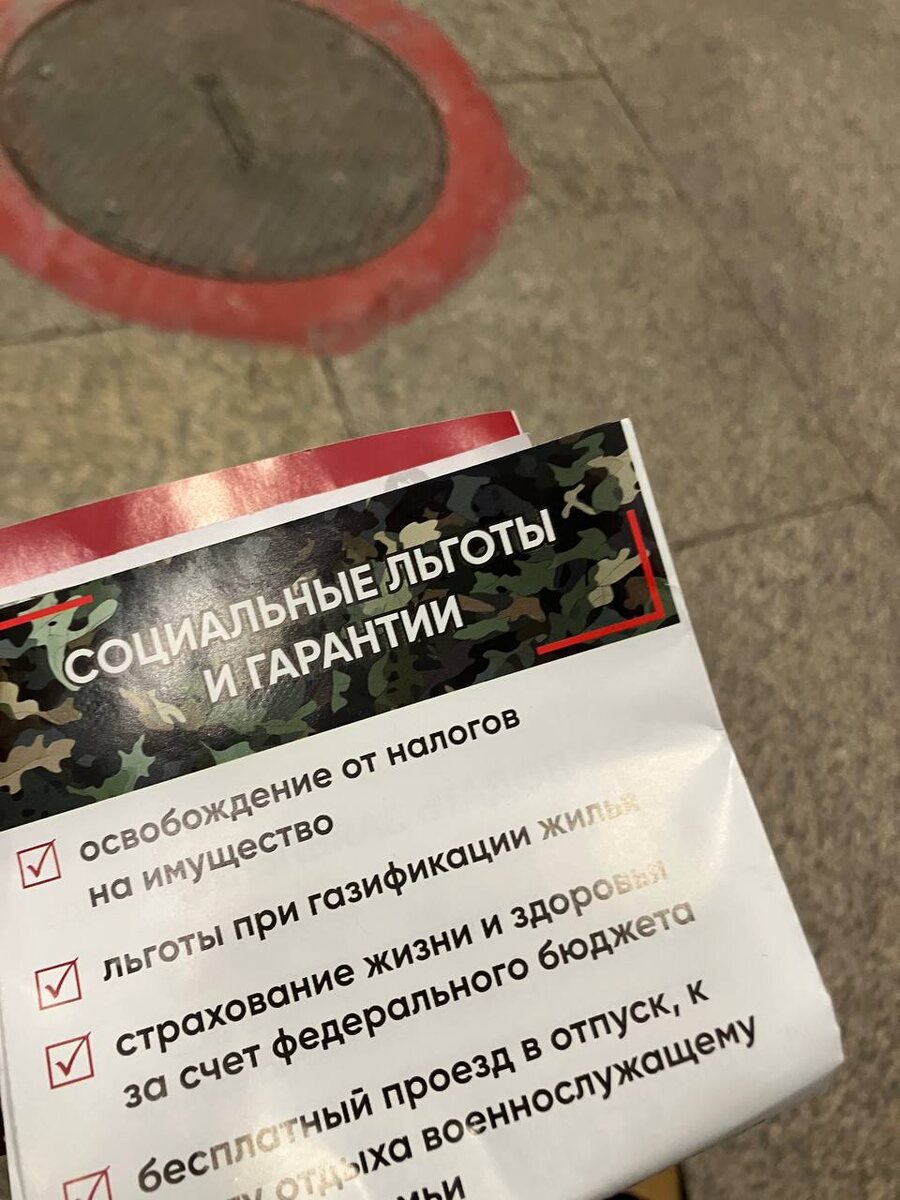 СОЦИАЛЬНЫЕ ЛЬГОТЫ
И ГАРАНТИИ
освобождение от налогов
на имущество
льготы при газификации жилья
страхование жизни и здоровья
за счет федерального бюджета
бесплатный проезд в отпуск, к
отдыха военнослужащему